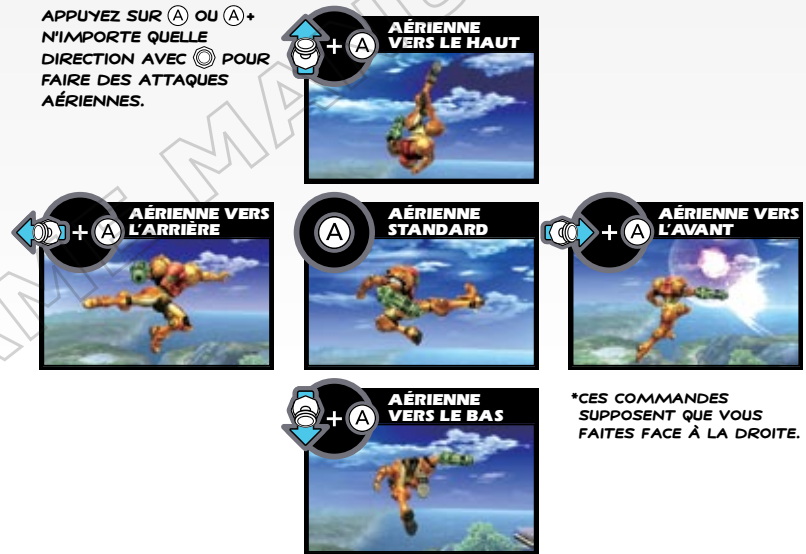 APPUYEZ SUR A OU A +
N'IMPORTE QUELLE
DIRECTION AVEC POUR
FAIRE DES ATTAQUES
AÉRIENNES.
+ A
AÉRIENNE
VERS LE HAUT
+ A
AÉRIENNE VERS
L'ARRIÈRE
A
AÉRIENNE
STANDARD
+ A
AÉRIENNE VERS
L'AVANT
+ A
AÉRIENNE
VERS LE BAS
*CES COMMANDES
SUPPOSENT QUE VOUS
FAITES FACE À LA DROITE.